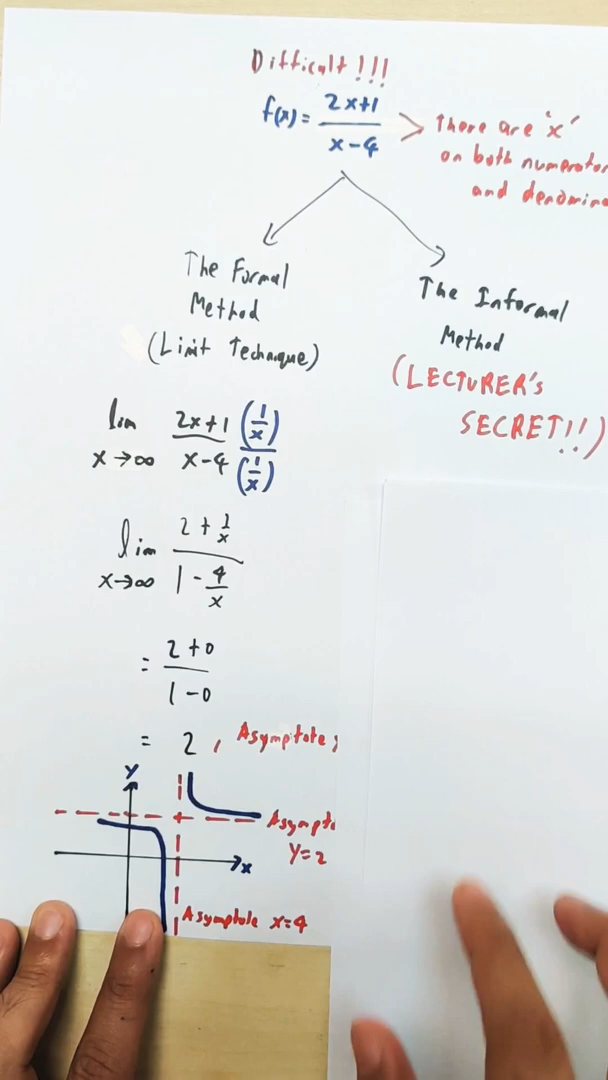 Difficult !!!
f(x) = 2x+1 / x-4
There are 'x'
on both numerator
and denomin
The Formal
Method
(Limit Technique)
The Informal
Method
(LECTURER's
SECRET!!)
lim x→∞ 2x+1 / x-4 (1/x) / (1/x)
lim x→∞ 2 + 1/x / 1 - 4/x
= 2+0 / 1-0
= 2, Asymptote y
y
Asympto
y=2
x
Asymptote x=4